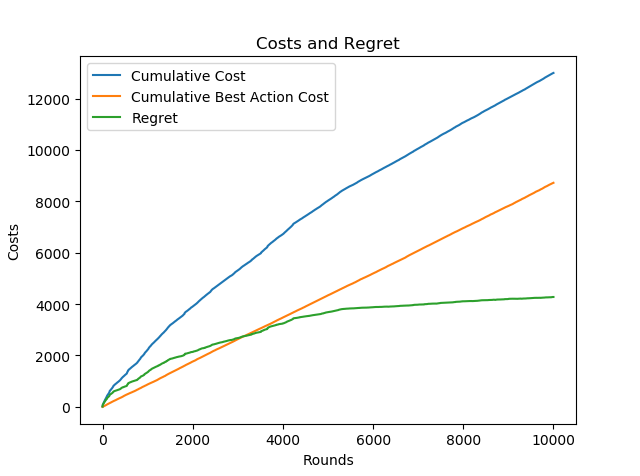 Costs and Regret
Cumulative Cost
Cumulative Best Action Cost
Regret
12000
10000
8000
6000
4000
2000
0
Costs
0 2000 4000 6000 8000 10000
Rounds